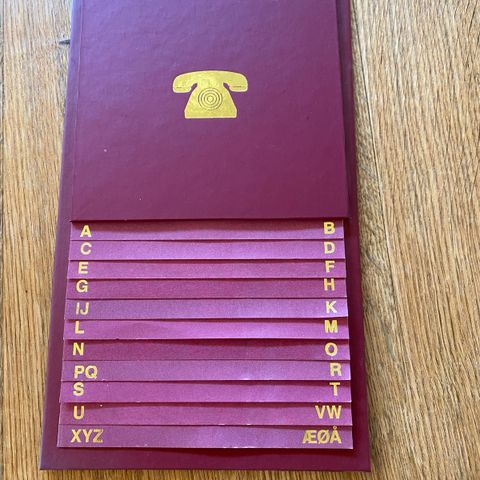 A B
C D
E F
G H
IJ K
L M
N O
PQ R
S T
U VW
XYZ ÆØÅ